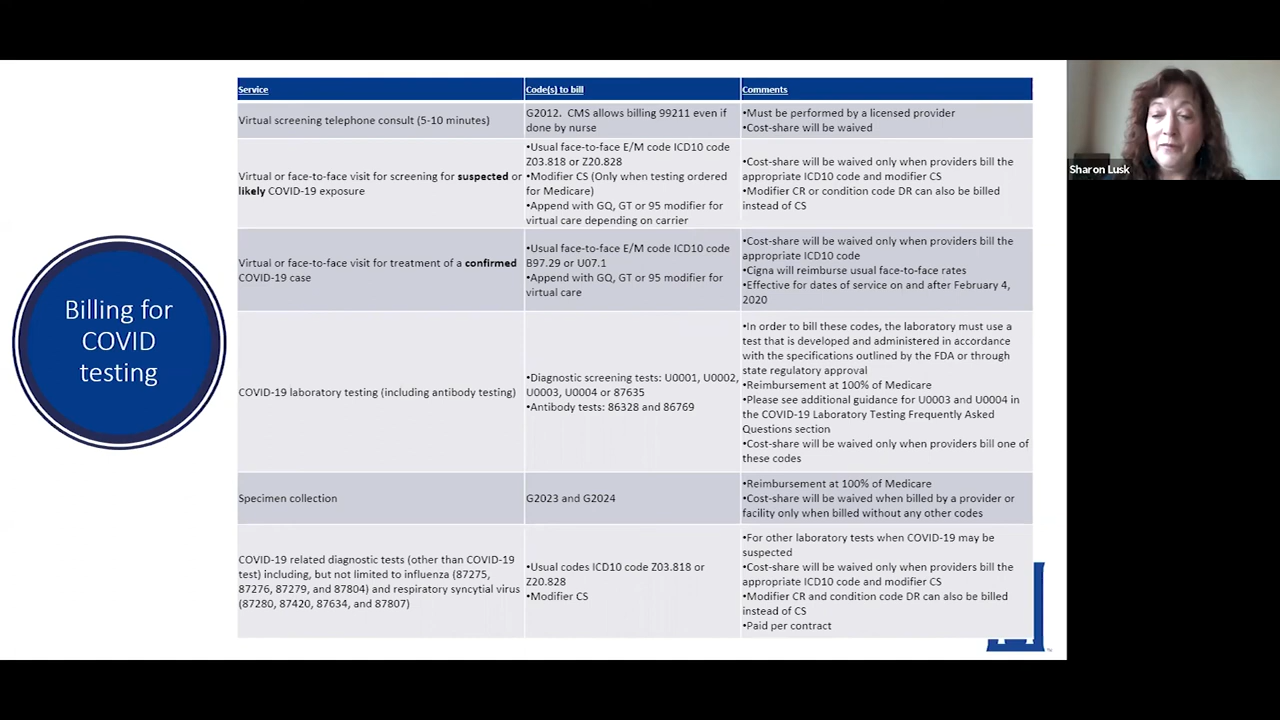 Billing for
COVID
testing
Service
Code(s) to bill
Comments
Virtual screening telephone consult (5-10 minutes)
G2012. CMS allows billing 99211 even if
done by nurse
•Must be performed by a licensed provider
•Cost-share will be waived
Virtual or face-to-face visit for screening for suspected or
likely COVID-19 exposure
•Usual face-to-face E/M code ICD10 code
Z03.818 or Z20.828
•Modifier CS (Only when testing ordered
for Medicare)
•Append with GQ, GT or 95 modifier for
virtual care depending on carrier
•Cost-share will be waived only when providers bill the
appropriate ICD10 code and modifier CS
•Modifier CR or condition code DR can also be billed
instead of CS
Virtual or face-to-face visit for treatment of a confirmed
COVID-19 case
•Usual face-to-face E/M code ICD10 code
B97.29 or U07.1
•Append with GQ, GT or 95 modifier for
virtual care
•Cost-share will be waived only when providers bill the
appropriate ICD10 code
•Cigna will reimburse usual face-to-face rates
•Effective for dates of service on and after February 4,
2020
COVID-19 laboratory testing (including antibody testing)
•Diagnostic screening tests: U0001, U0002,
U0003, U0004 or 87635
•Antibody tests: 86328 and 86769
•In order to bill these codes, the laboratory must use a
test that is developed and administered in accordance
with the specifications outlined by the FDA or through
state regulatory approval
•Reimbursement at 100% of Medicare
•Please see additional guidance for U0003 and U0004 in
the COVID-19 Laboratory Testing Frequently Asked
Questions section
•Cost-share will be waived only when providers bill one of
these codes
Specimen collection
G2023 and G2024
•Reimbursement at 100% of Medicare
•Cost-share will be waived when billed by a provider or
facility only when billed without any other codes
COVID-19 related diagnostic tests (other than COVID-19
test) including, but not limited to influenza (87275,
87276, 87279, and 87804) and respiratory syncytial virus
(87280, 87420, 87634, and 87807)
•Usual codes ICD10 code Z03.818 or
Z20.828
•Modifier CS
•For other laboratory tests when COVID-19 may be
suspected
•Cost-share will be waived only when providers bill the
appropriate ICD10 code and modifier CS
•Modifier CR and condition code DR can also be billed
instead of CS
•Paid per contract
Sharon Lusk